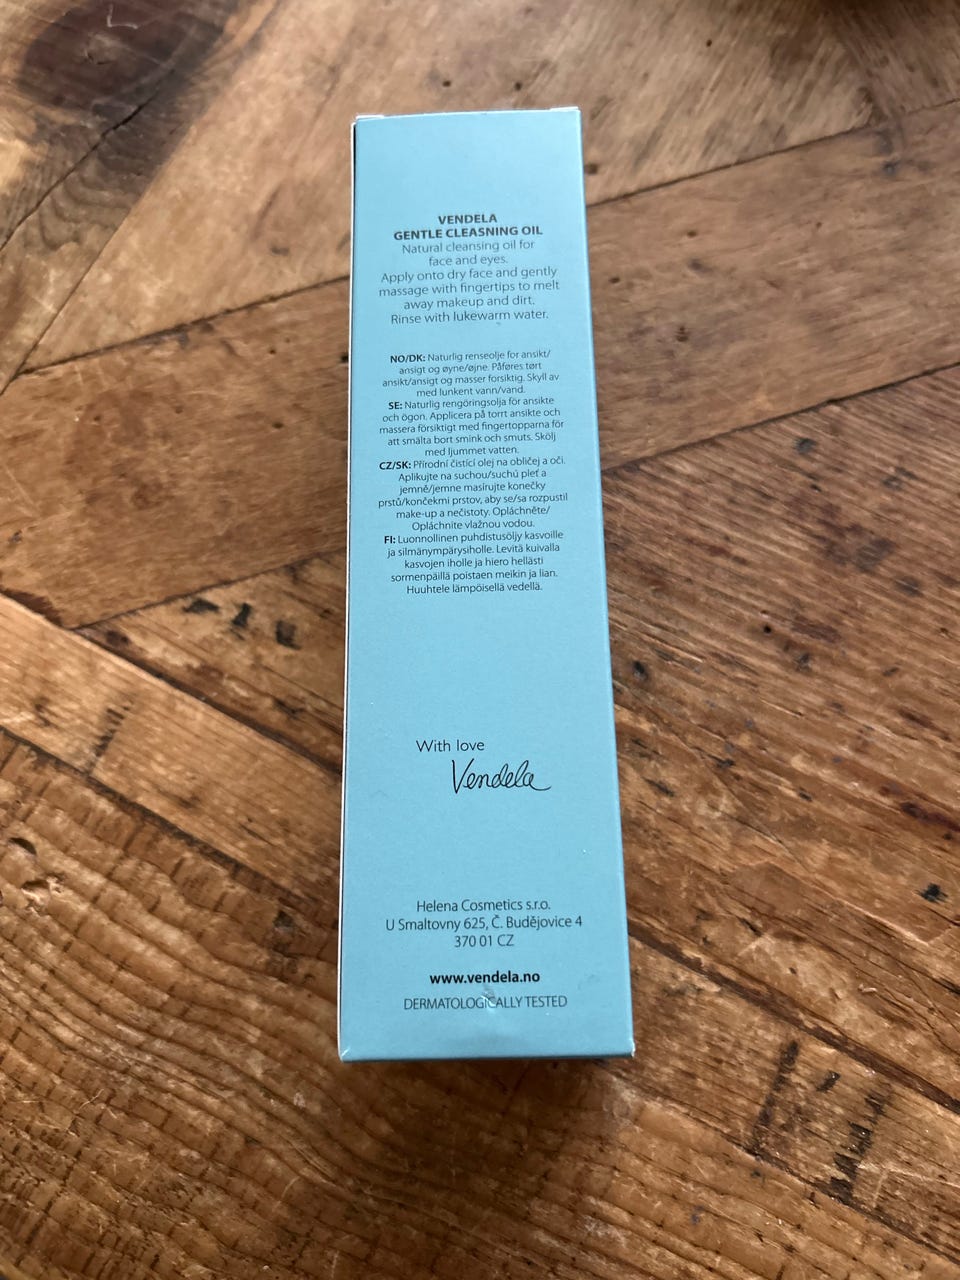 VENDELA
GENTLE CLEASNING OIL
Natural cleansing oil for
face and eyes.
Apply onto dry face and gently
massage with fingertips to melt
away makeup and dirt.
Rinse with lukewarm water.
NO/DK: Naturlig renseolje for ansikt/
ansigt og øyne/øjne. Påføres tørt
ansikt/ansigt og masser forsiktig. Skyll av
med lunkent vann/vand.
SE: Naturlig rengöringsolja för ansikte
och ögon. Applicera på torrt ansikte och
massera försiktigt med fingertopparna för
att smälta bort smink och smuts. Skölj
med ljummet vatten.
CZ/SK: Přírodní čistící olej na obličej a oči.
Aplikujte na suchou/suchú pleť a
jemně/jemne masírujte konečky
prstů/končekmi prstov, aby se/sa rozpustil
make-up a nečistoty. Opláchněte/
Opláchnite vlažnou vodou.
FI: Luonnollinen puhdistusöljy kasvoille
ja silmänympärysiholle. Levitä kuivalla
kasvojen iholle ja hiero hellästi
sormenpäillä poistaen meikin ja lian.
Huuhtele lämpöisellä vedellä.
With love
Vendela
Helena Cosmetics s.r.o.
U Smaltovny 625, Č. Budějovice 4
370 01 CZ
www.vendela.no
DERMATOLOGICALLY TESTED